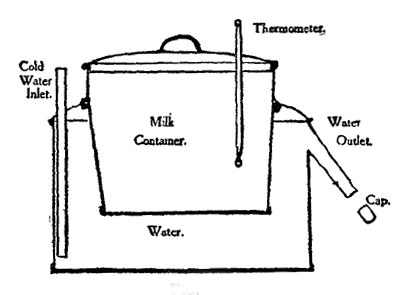 Thermometer.
Cold
Water
Inlet.
Milk
Container.
Water
Outlet.
Cap.
Water.